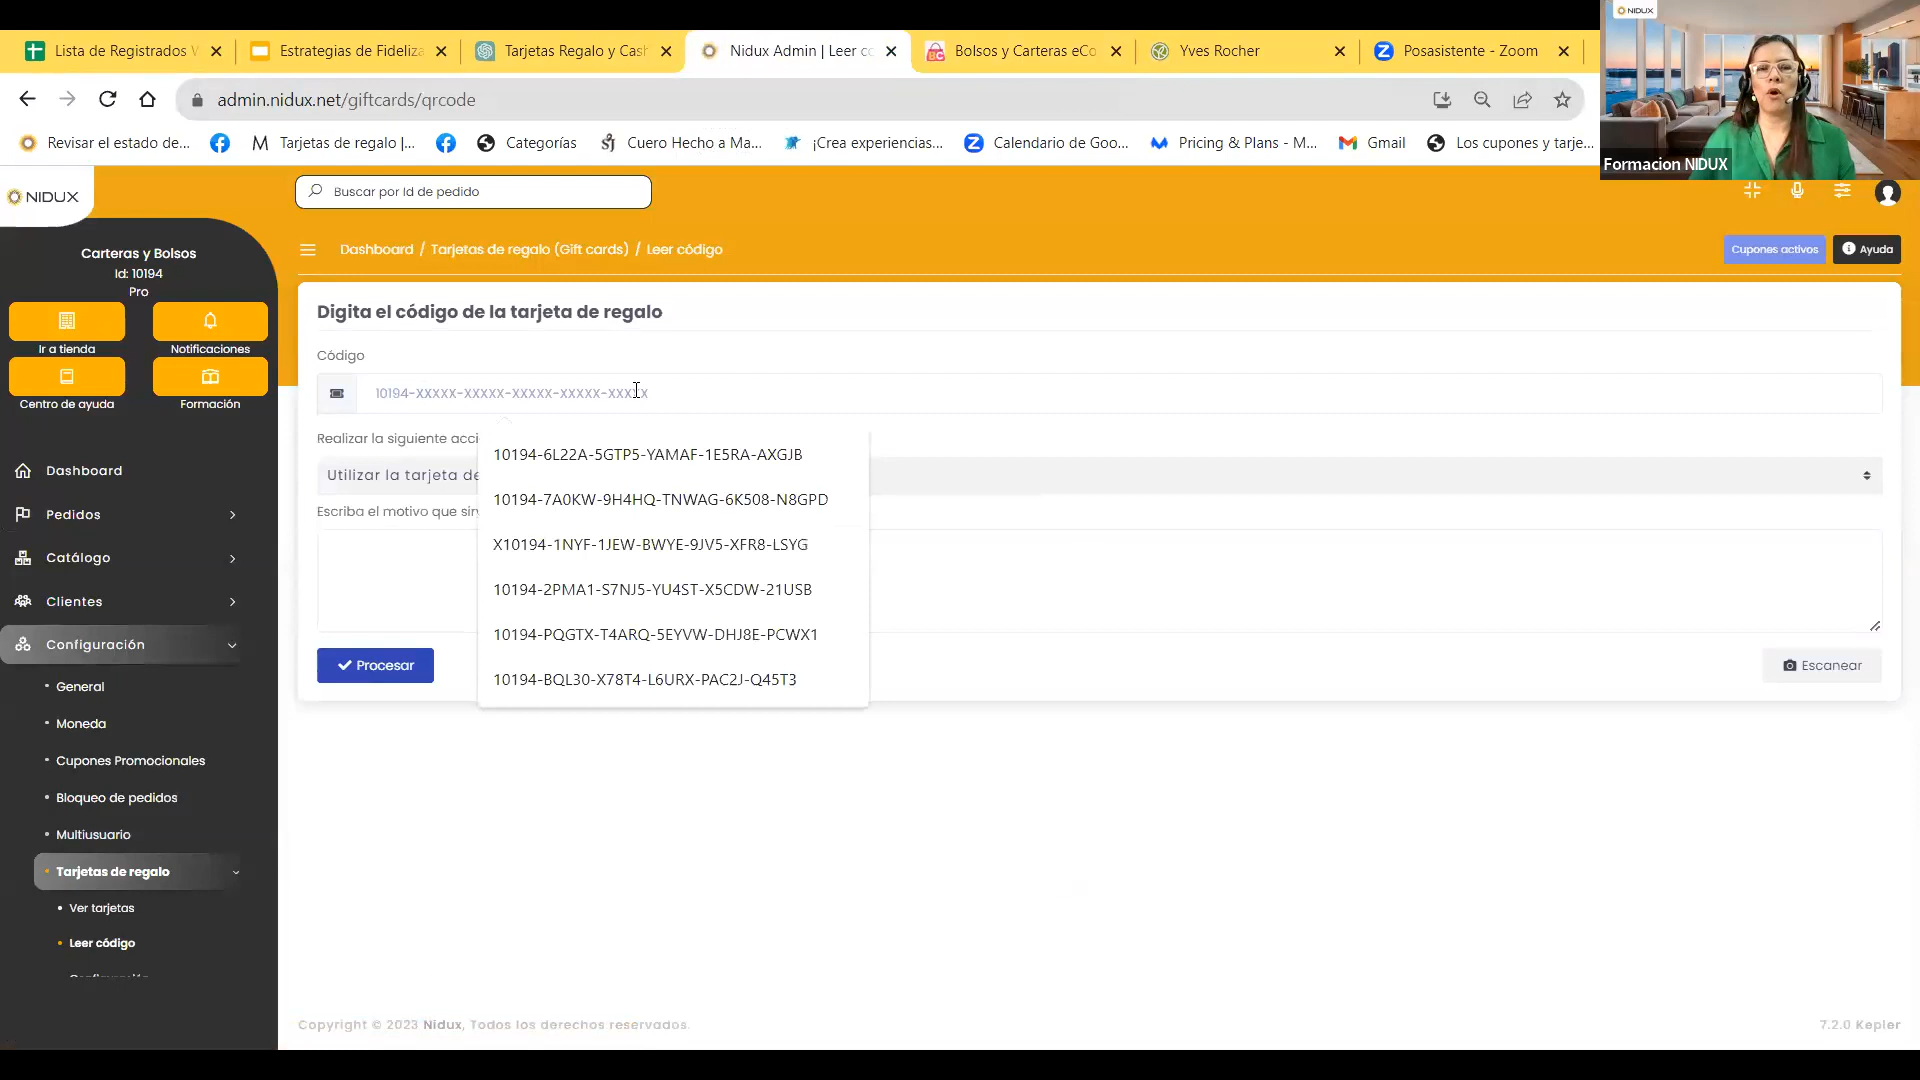 Lista de Registrados
Estrategias de Fideliza
Tarjetas Regalo y Cash
Nidux Admin | Leer co
Bolsos y Carteras eCo
Yves Rocher
Posasistente - Zoom
NIDUX
admin.nidux.net/giftcards/qrcode
Revisar el estado de...
Tarjetas de regalo |...
Categorías
Cuero Hecho a Ma...
¡Crea experiencias...
Calendario de Goo...
Pricing & Plans - M...
Gmail
Los cupones y tarje...
Formacion NIDUX
NIDUX
Buscar por Id de pedido
Dashboard / Tarjetas de regalo (Gift cards) / Leer código
Cupones activos
Ayuda
Carteras y Bolsos
Id: 10194
Pro
Ir a tienda
Notificaciones
Centro de ayuda
Formación
Dashboard
Pedidos
Catálogo
Clientes
Configuración
General
Moneda
Cupones Promocionales
Bloqueo de pedidos
Multiusuario
Tarjetas de regalo
Ver tarjetas
Leer código
Configuración
Digita el código de la tarjeta de regalo
Código
10194-XXXXX-XXXXX-XXXXX-XXXXX-XXXXX
Realizar la siguiente acci
Utilizar la tarjeta de
Escriba el motivo que sir
10194-6L22A-5GTP5-YAMAF-1E5RA-AXGJB
10194-7A0KW-9H4HQ-TNWAG-6K508-N8GPD
X10194-1NYF-1JEW-BWYE-9JV5-XFR8-LSYG
10194-2PMA1-S7NJ5-YU4ST-X5CDW-21USB
10194-PQGTX-T4ARQ-5EYVW-DHJ8E-PCWX1
10194-BQL30-X78T4-L6URX-PAC2J-Q45T3
Procesar
Escanear
Copyright © 2023 Nidux, Todos los derechos reservados.
7.2.0 Kepler